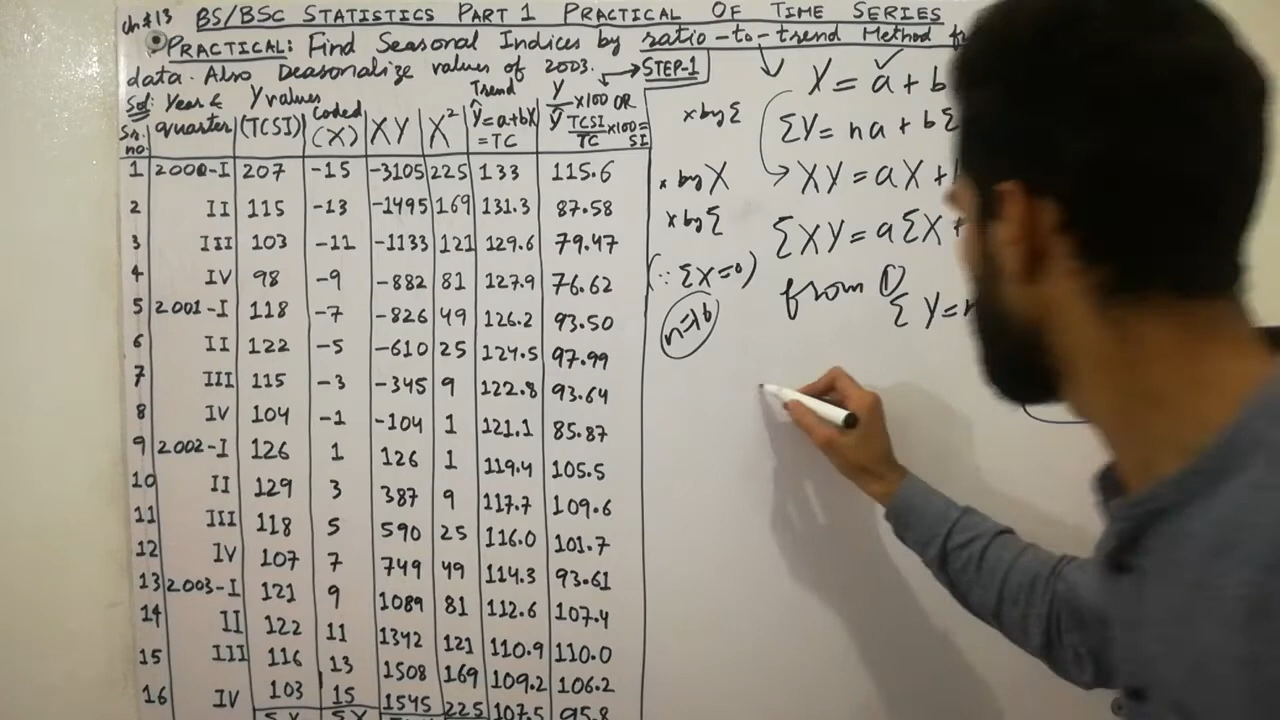 ch#13 BS/BSC STATISTICS PART 1 PRACTICAL OF TIME SERIES
PRACTICAL: Find Seasonal Indices by ratio-to-trend Method
data. Also Deasonalize values of 2003. → STEP-1
Sol: Year & quarter Y values (TCSI) coded (X) XY X² Trend Ŷ=a+bX =TC Y/Ŷ ×100 OR TCSI/TC ×100= SI
Sr. no.
1 2000-I 207 -15 -3105 225 133 115.6
2 II 115 -13 -1495 169 131.3 87.58
3 III 103 -11 -1133 121 129.6 79.47
4 IV 98 -9 -882 81 127.9 76.62
5 2001-I 118 -7 -826 49 126.2 93.50
6 II 122 -5 -610 25 124.5 97.99
7 III 115 -3 -345 9 122.8 93.64
8 IV 104 -1 -104 1 121.1 85.87
9 2002-I 126 1 126 1 119.4 105.5
10 II 129 3 387 9 117.7 109.6
11 III 118 5 590 25 116.0 101.7
12 IV 107 7 749 49 114.3 93.61
13 2003-I 121 9 1089 81 112.6 107.4
14 II 122 11 1342 121 110.9 110.0
15 III 116 13 1508 169 109.2 106.2
16 IV 103 15 1545 225 107.5 95.8
Y = a + b
× by Σ ΣY = na + bΣ
× by X XY = aX +
× by Σ ΣXY = aΣX +
(∵ ΣX=0) from ①
n=16 ΣY =